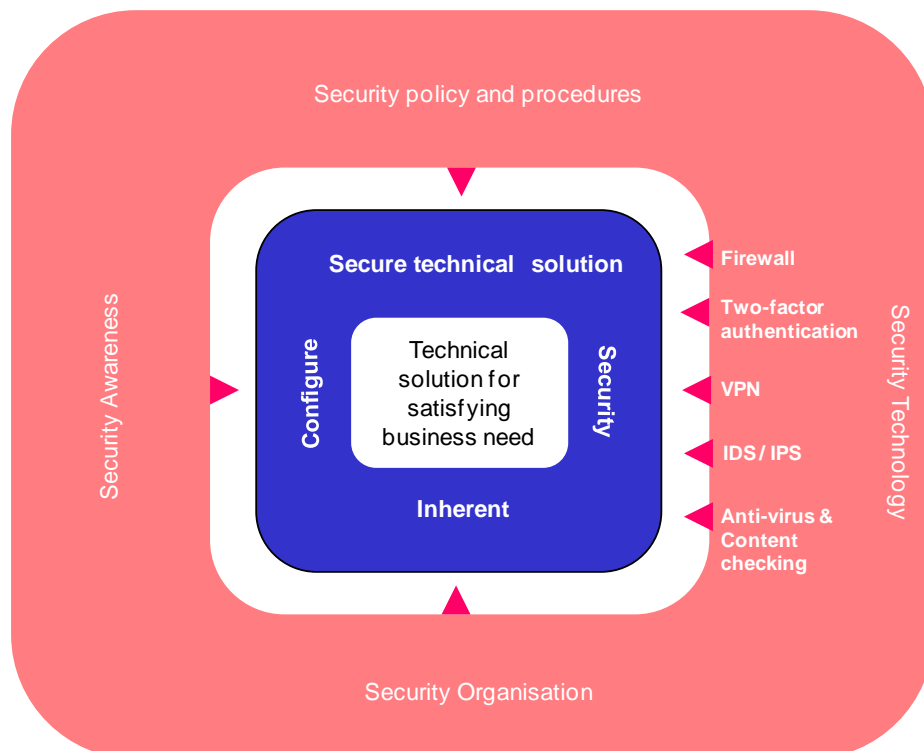 Security policy and procedures
Secure technical solution
Firewall
Two-factor
authentication
Security Awareness
Configure
Technical
solution for
satisfying
business need
Security
VPN
Security Technology
IDS / IPS
Inherent
Anti-virus &
Content
checking
Security Organisation